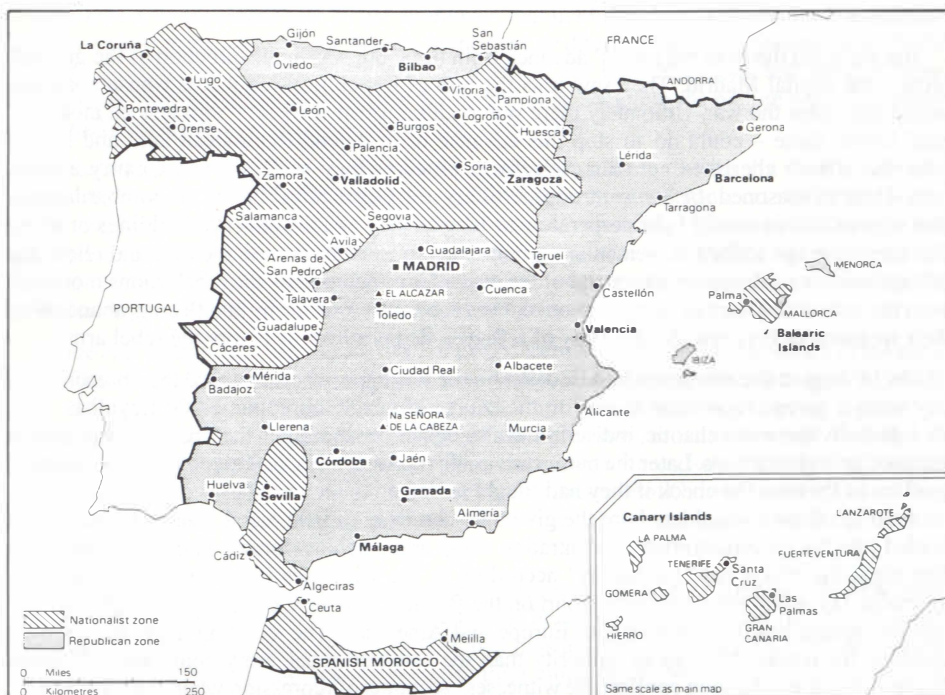 Gijón
Santander
San Sebastián
FRANCE
La Coruña
Oviedo
Bilbao
ANDORRA
Lugo
Vitoria
Pamplona
Pontevedra
León
Logroño
Gerona
Orense
Burgos
Huesca
Palencia
Lérida
Soria
Barcelona
Zamora
Valladolid
Zaragoza
Tarragona
Salamanca
Segovia
Avila
Guadalajara
Teruel
MENORCA
Arenas de
San Pedro
MADRID
Palma
PORTUGAL
Cuenca
Castellón
MALLORCA
Talavera
EL ALCAZAR
Toledo
Guadalupe
Valencia
Balearic
Islands
Cáceres
IBIZA
Ciudad Real
Albacete
Mérida
Badajoz
Alicante
Llerena
Na SEÑORA
DE LA CABEZA
Murcia
Córdoba
Jaén
Huelva
Sevilla
Granada
Almeria
Málaga
Cádiz
Algeciras
Ceuta
Melilla
SPANISH MOROCCO
Nationalist zone
Republican zone
0 Miles 150
0 Kilometres 250
Canary Islands
LANZAROTE
LA PALMA
TENERIFE
Santa
Cruz
FUERTEVENTURA
GOMERA
Las
Palmas
HIERRO
GRAN
CANARIA
Same scale as main map